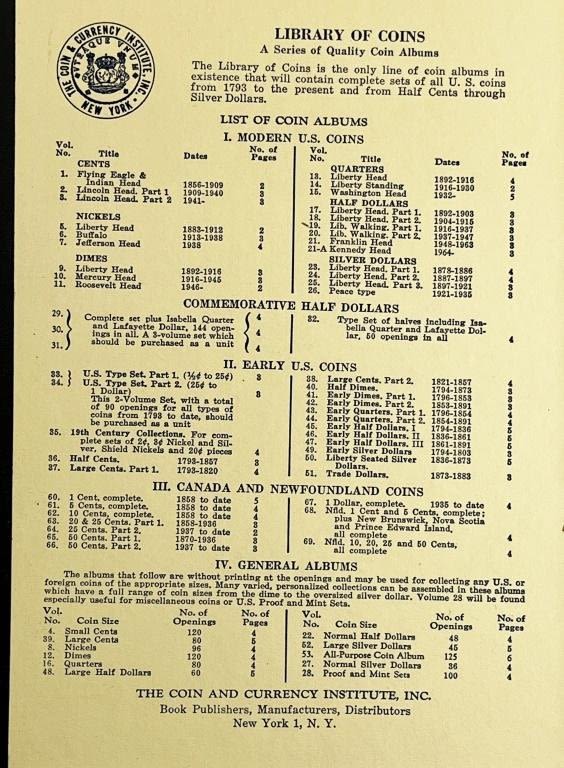 THE COIN & CURRENCY INSTITUTE, INC.
UTRAQUE VNUM
NEW YORK
LIBRARY OF COINS
A Series of Quality Coin Albums
The Library of Coins is the only line of coin albums in
existence that will contain complete sets of all U. S. coins
from 1793 to the present and from Half Cents through
Silver Dollars.
LIST OF COIN ALBUMS
I. MODERN U.S. COINS
Vol. No. Title Dates No. of Pages
CENTS
1. Flying Eagle &
Indian Head 1856-1909 2
2. Lincoln Head. Part 1 1909-1940 3
3. Lincoln Head. Part 2 1941- 3
NICKELS
5. Liberty Head 1883-1912 2
6. Buffalo 1913-1938 3
7. Jefferson Head 1938 4
DIMES
9. Liberty Head 1892-1916 3
10. Mercury Head 1916-1945 3
11. Roosevelt Head 1946- 2
Vol. No. Title Dates No. of Pages
QUARTERS
13. Liberty Head 1892-1916 4
14. Liberty Standing 1916-1930 2
15. Washington Head 1932- 5
HALF DOLLARS
17. Liberty Head. Part 1. 1892-1903 3
18. Liberty Head. Part 2. 1904-1915 3
19. Lib. Walking. Part 1. 1916-1937 3
20. Lib. Walking. Part 2. 1937-1947 3
21. Franklin Head 1948-1963 3
21-A Kennedy Head 1964- 3
SILVER DOLLARS
23. Liberty Head. Part 1. 1878-1886 4
24. Liberty Head. Part 2. 1887-1897 4
25. Liberty Head. Part 3. 1897-1921 3
26. Peace type 1921-1935 3
COMMEMORATIVE HALF DOLLARS
29. Complete set plus Isabella Quarter 4
30. and Lafayette Dollar, 144 open-
ings in all. A 3-volume set which 4
31. should be purchased as a unit 4
32. Type Set of halves including Isa-
bella Quarter and Lafayette Dol-
lar, 50 openings in all 4
II. EARLY U.S. COINS
33. U.S. Type Set. Part 1. (½¢ to 25¢) 3
34. U.S. Type Set. Part 2. (25¢ to
1 Dollar) 3
This 2-Volume Set, with a total
of 90 openings for all types of
coins from 1793 to date, should
be purchased as a unit
35. 19th Century Collections. For com-
plete sets of 2¢, 3¢ Nickel and Sil-
ver, Shield Nickels and 20¢ pieces 4
36. Half Cents. 1793-1857 3
37. Large Cents. Part 1. 1793-1820 4
38. Large Cents. Part 2. 1821-1857 4
40. Half Dimes. 1794-1873 4
41. Early Dimes. Part 1. 1796-1853 3
42. Early Dimes. Part 2. 1853-1891 3
43. Early Quarters. Part 1. 1796-1854 4
44. Early Quarters. Part 2. 1854-1891 4
45. Early Half Dollars. I 1794-1836 5
46. Early Half Dollars. II 1836-1861 5
47. Early Half Dollars. III 1861-1891 5
49. Early Silver Dollars 1794-1803 3
50. Liberty Seated Silver
Dollars. 1836-1873 5
51. Trade Dollars. 1873-1883 3
III. CANADA AND NEWFOUNDLAND COINS
60. 1 Cent, complete. 1858 to date 5
61. 5 Cents, complete. 1858 to date 4
62. 10 Cents, complete. 1858 to date 4
63. 20 & 25 Cents. Part 1. 1858-1936 3
64. 25 Cents. Part 2. 1937 to date 2
65. 50 Cents. Part 1. 1870-1936 3
66. 50 Cents. Part 2. 1937 to date 3
67. 1 Dollar, complete. 1935 to date 4
68. Nfld. 1 Cent and 5 Cents, complete;
plus New Brunswick, Nova Scotia
and Prince Edward Island,
all complete 4
69. Nfld. 10, 20, 25 and 50 Cents,
all complete 4
IV. GENERAL ALBUMS
The albums that follow are without printing at the openings and may be used for collecting any U.S. or
foreign coins of the appropriate sizes. Many varied, personalized collections can be assembled in these albums
which have a full range of coin sizes from the dime to the oversized silver dollar. Volume 28 will be found
especially useful for miscellaneous coins or U.S. Proof and Mint Sets.
Vol. No. Coin Size No. of Openings No. of Pages
4. Small Cents 120 4
39. Large Cents 80 5
8. Nickels 96 4
12. Dimes 120 4
16. Quarters 80 4
48. Large Half Dollars 60 5
Vol. No. Coin Size No. of Openings No. of Pages
22. Normal Half Dollars 48 4
52. Large Silver Dollars 45 5
53. All-Purpose Coin Album 125 6
27. Normal Silver Dollars 36 4
28. Proof and Mint Sets 100 4
THE COIN AND CURRENCY INSTITUTE, INC.
Book Publishers, Manufacturers, Distributors
New York 1, N. Y.